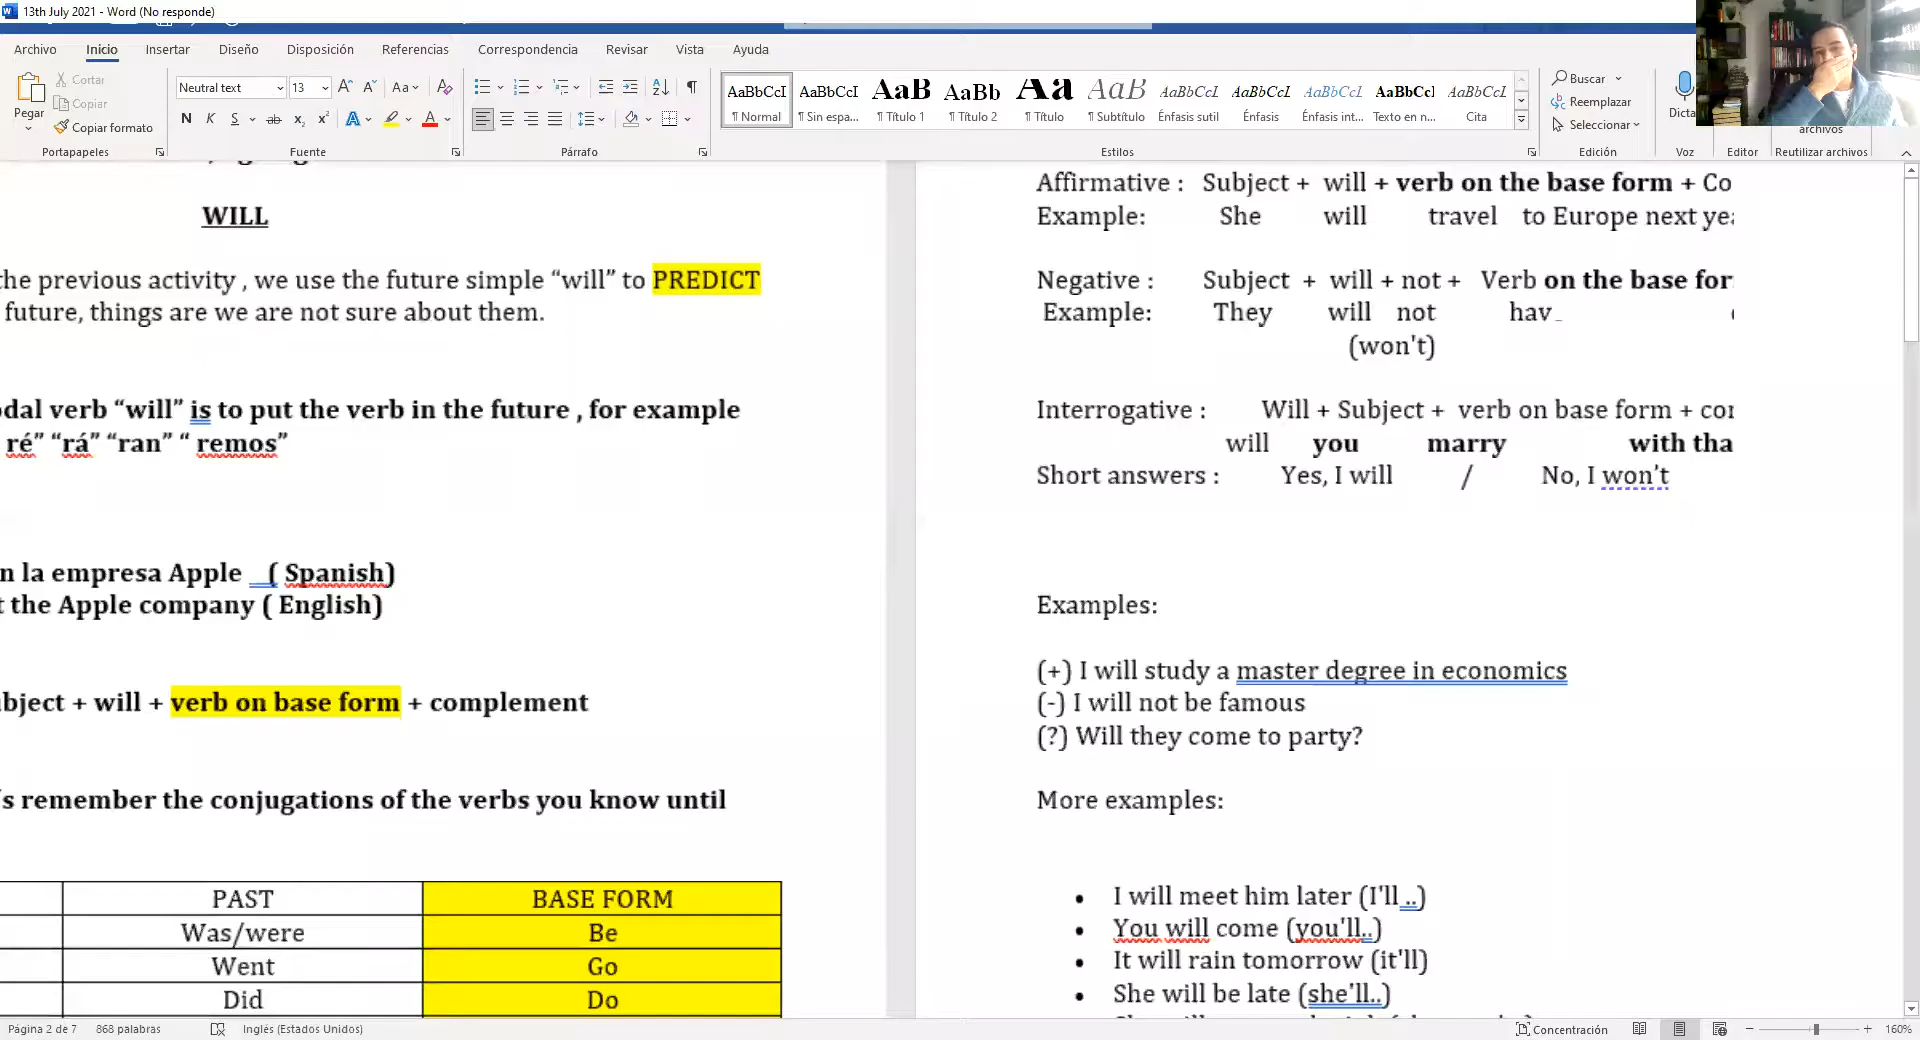 13th July 2021 - Word (No responde)
Archivo Inicio Insertar Diseño Disposición Referencias Correspondencia Revisar Vista Ayuda
Pegar
Cortar
Copiar
Copiar formato
Portapapeles
Neutral text 13
Fuente
Párrafo
AaBbCcI AaBbCcI AaB AaBb Aa AaB AaBbCcI AaBbCcI AaBbCcI AaBbCcI AaBbCcI
¶ Normal ¶ Sin espa... ¶ Título 1 ¶ Título 2 ¶ Título ¶ Subtítulo Énfasis sutil Énfasis Énfasis int... Texto en n... Cita
Estilos
Buscar
Reemplazar
Seleccionar
Edición
Dicta
Voz
Editor
archivos
Reutilizar archivos
WILL
the previous activity , we use the future simple “will” to PREDICT
future, things are we are not sure about them.
odal verb “will” is to put the verb in the future , for example
ré” “rá” “ran” “ remos”
n la empresa Apple ( Spanish)
t the Apple company ( English)
bject + will + verb on base form + complement
's remember the conjugations of the verbs you know until
PAST BASE FORM
Was/were Be
Went Go
Did Do
Affirmative : Subject + will + verb on the base form + Co
Example: She will travel to Europe next ye
Negative : Subject + will + not + Verb on the base for
Example: They will not hav
(won't)
Interrogative : Will + Subject + verb on base form + co
will you marry with tha
Short answers : Yes, I will / No, I won’t
Examples:
(+) I will study a master degree in economics
(-) I will not be famous
(?) Will they come to party?
More examples:
• I will meet him later (I'll ..)
• You will come (you'll..)
• It will rain tomorrow (it'll)
• She will be late (she'll..)
Página 2 de 7 868 palabras Inglés (Estados Unidos) Concentración 160%